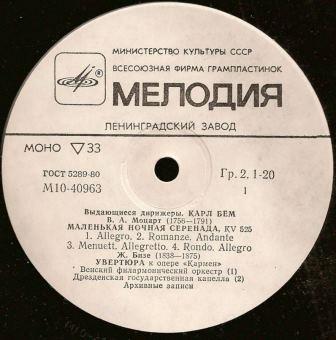 МИНИСТЕРСТВО КУЛЬТУРЫ СССР
ВСЕСОЮЗНАЯ ФИРМА ГРАМПЛАСТИНОК
МЕЛОДИЯ
ЛЕНИНГРАДСКИЙ ЗАВОД
МОНО ▽33
ГОСТ 5289-80
М10-40963
Гр. 2. 1-20
1
Выдающиеся дирижеры. КАРЛ БЕМ
В. А. Моцарт (1756—1791)
МАЛЕНЬКАЯ НОЧНАЯ СЕРЕНАДА, KV 525
1. Allegro, 2. Romanze, Andante
3. Menuett, Allegretto. 4. Rondo, Allegro
Ж. Бизе (1838—1875)
УВЕРТЮРА к опере «Кармен»
Венский филармонический оркестр (1)
Дрезденская государственная капелла (2)
Архивные записи